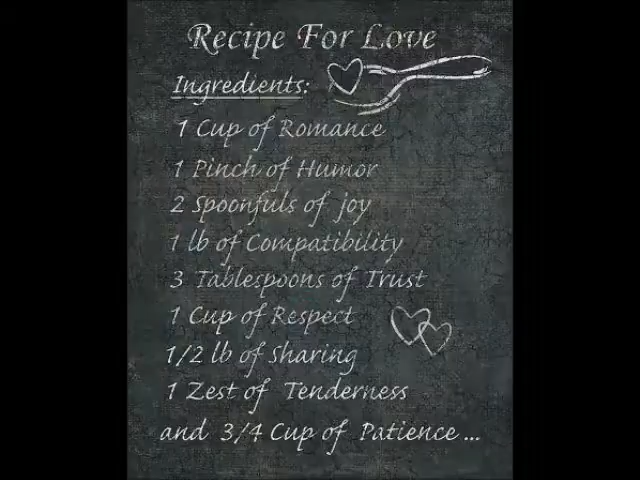 Recipe For Love
Ingredients:
1 Cup of Romance
1 Pinch of Humor
2 Spoonfuls of joy
1 lb of Compatibility
3 Tablespoons of Trust
1 Cup of Respect
1/2 lb of Sharing
1 Zest of Tenderness
and 3/4 Cup of Patience ...